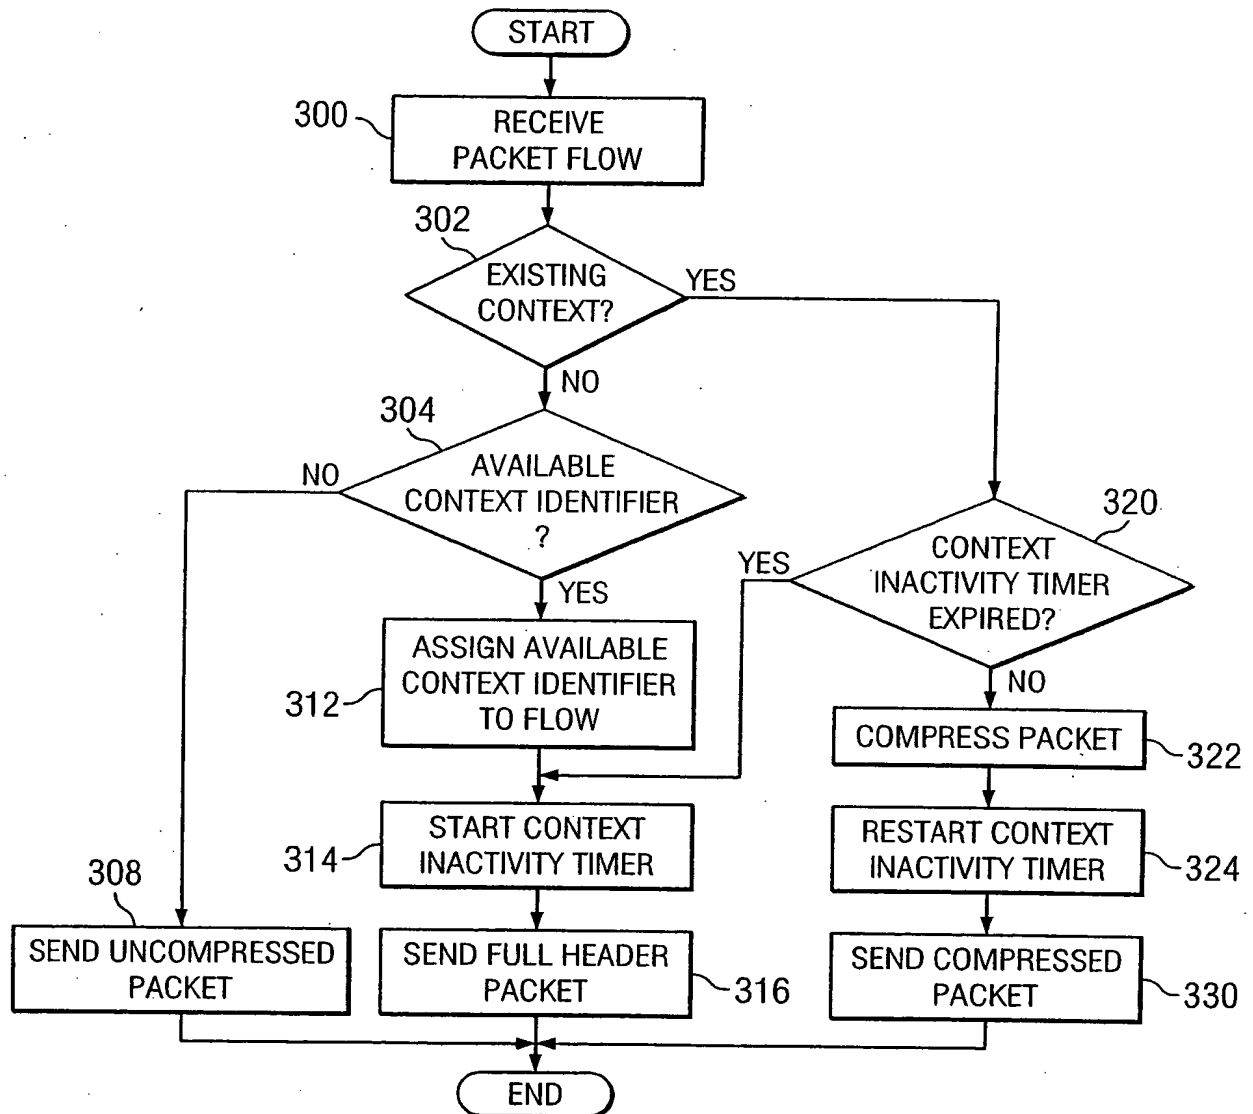 START
300
RECEIVE
PACKET FLOW
302
EXISTING
CONTEXT?
YES
NO
304
NO
AVAILABLE
CONTEXT IDENTIFIER
?
YES
320
YES
CONTEXT
INACTIVITY TIMER
EXPIRED?
NO
312
ASSIGN AVAILABLE
CONTEXT IDENTIFIER
TO FLOW
COMPRESS PACKET
322
314
START CONTEXT
INACTIVITY TIMER
RESTART CONTEXT
INACTIVITY TIMER
324
308
SEND UNCOMPRESSED
PACKET
SEND FULL HEADER
PACKET
316
SEND COMPRESSED
PACKET
330
END